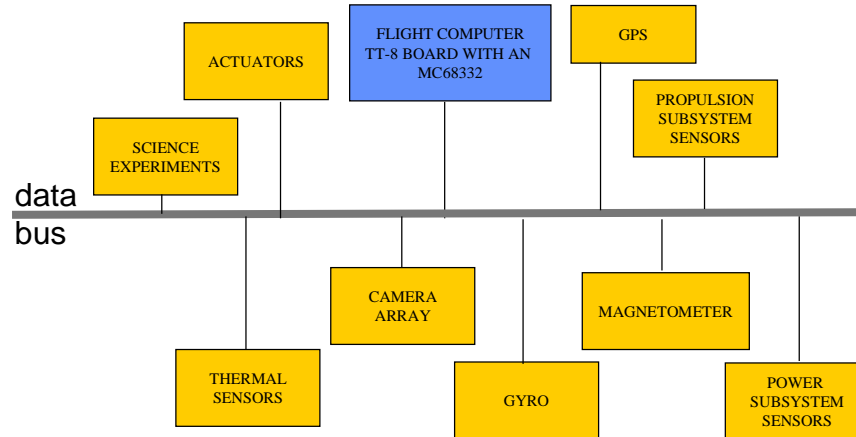 FLIGHT COMPUTER
TT-8 BOARD WITH AN
MC68332
GPS
ACTUATORS
PROPULSION
SUBSYSTEM
SENSORS
SCIENCE
EXPERIMENTS
data
bus
CAMERA
ARRAY
MAGNETOMETER
THERMAL
SENSORS
GYRO
POWER
SUBSYSTEM
SENSORS